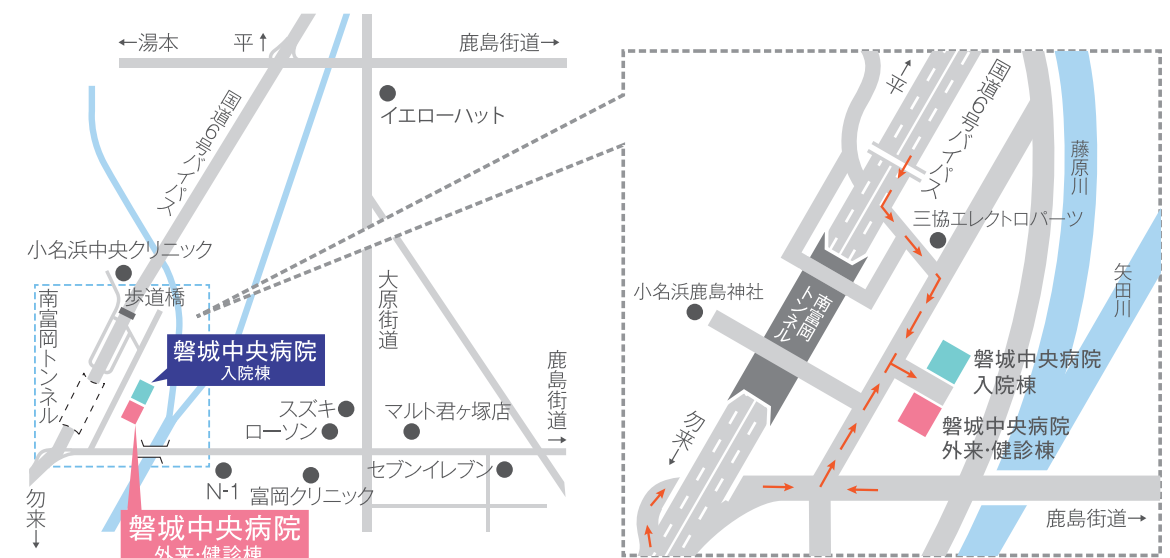 ←湯本
平↑
鹿島街道→
イエローハット
国道6号バイパス
小名浜中央クリニック
歩道橋
南富岡トンネル
大原街道
磐城中央病院
入院棟
鹿島街道→
スズキ
ローソン
マルト君ヶ塚店
セブンイレブン
N-1
富岡クリニック
勿来→
磐城中央病院
外来・健診棟
←平
国道6号バイパス
藤原川
三協エレクトロパーツ
矢田川
小名浜鹿島神社
南富岡
トンネル
磐城中央病院
入院棟
磐城中央病院
外来・健診棟
勿来→
鹿島街道→